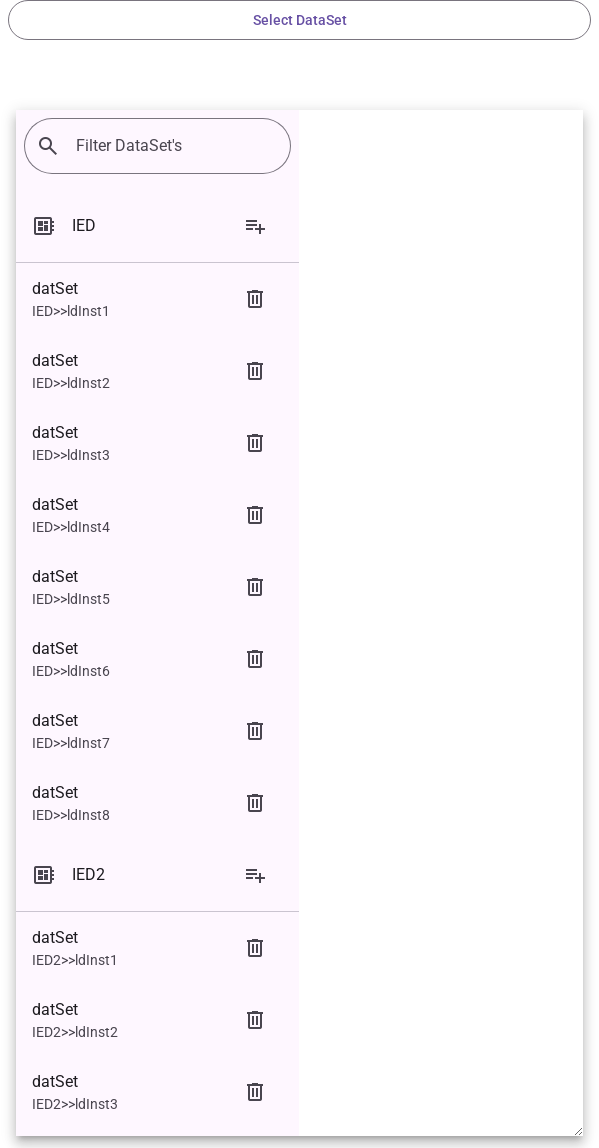 Select DataSet
Filter DataSet's
IED
datSet
IED>>ldInst1
datSet
IED>>ldInst2
datSet
IED>>ldInst3
datSet
IED>>ldInst4
datSet
IED>>ldInst5
datSet
IED>>ldInst6
datSet
IED>>ldInst7
datSet
IED>>ldInst8
IED2
datSet
IED2>>ldInst1
datSet
IED2>>ldInst2
datSet
IED2>>ldInst3